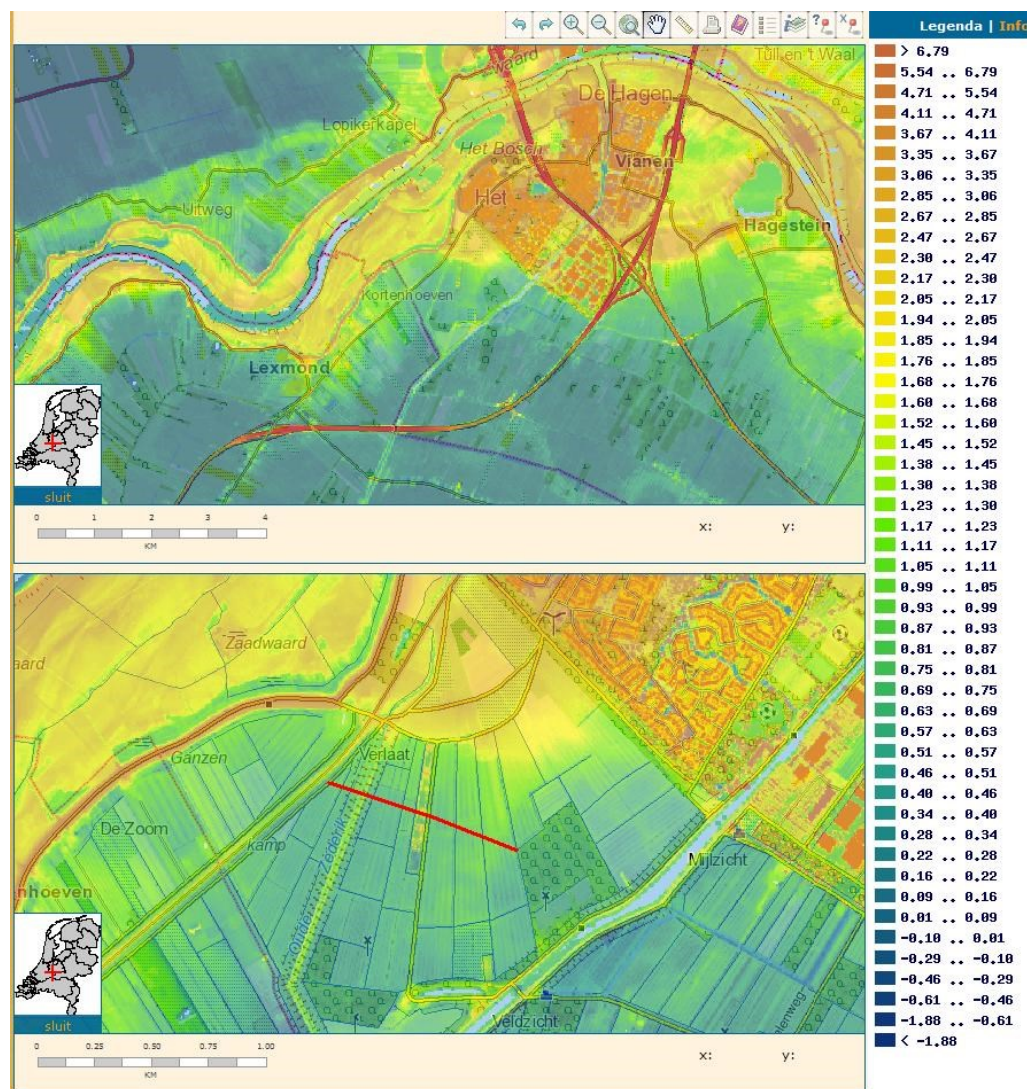 Legenda | Info
Tull en 't Waal
Waard
De Hagen
Lopikerkapel
Het Bosch
Vianen
Het
Uitweg
Hagestein
Kortenhoeven
Lexmond
sluit
0 1 2 3 4
KM
x: y:
Zaadwaard
aard
Ganzen
Verlaat
De Zoom
kamp
oude Zederik
Mijlzicht
nhoeven
sluit
Veldzicht
0 0.25 0.50 0.75 1.00
KM
x: y:
> 6.79
5.54 .. 6.79
4.71 .. 5.54
4.11 .. 4.71
3.67 .. 4.11
3.35 .. 3.67
3.06 .. 3.35
2.85 .. 3.06
2.67 .. 2.85
2.47 .. 2.67
2.30 .. 2.47
2.17 .. 2.30
2.05 .. 2.17
1.94 .. 2.05
1.85 .. 1.94
1.76 .. 1.85
1.68 .. 1.76
1.60 .. 1.68
1.52 .. 1.60
1.45 .. 1.52
1.38 .. 1.45
1.30 .. 1.38
1.23 .. 1.30
1.17 .. 1.23
1.11 .. 1.17
1.05 .. 1.11
0.99 .. 1.05
0.93 .. 0.99
0.87 .. 0.93
0.81 .. 0.87
0.75 .. 0.81
0.69 .. 0.75
0.63 .. 0.69
0.57 .. 0.63
0.51 .. 0.57
0.46 .. 0.51
0.40 .. 0.46
0.34 .. 0.40
0.28 .. 0.34
0.22 .. 0.28
0.16 .. 0.22
0.09 .. 0.16
0.01 .. 0.09
-0.10 .. 0.01
-0.29 .. -0.10
-0.46 .. -0.29
-0.61 .. -0.46
-1.88 .. -0.61
< -1.88